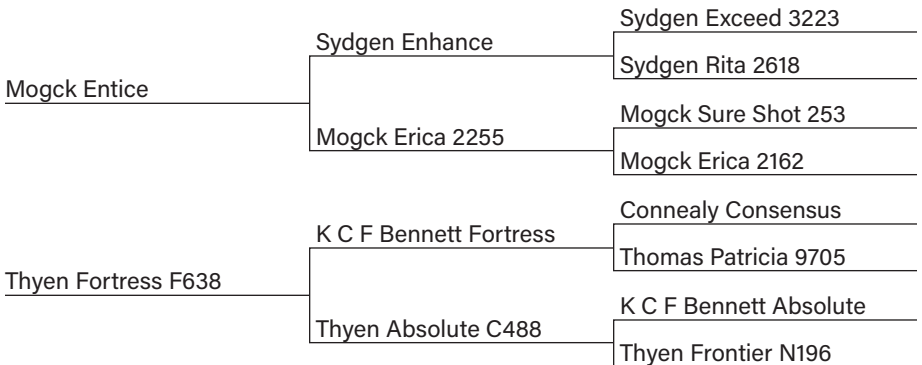 Sydgen Exceed 3223
Sydgen Enhance
Sydgen Rita 2618
Mogck Entice
Mogck Sure Shot 253
Mogck Erica 2255
Mogck Erica 2162
Connealy Consensus
K C F Bennett Fortress
Thomas Patricia 9705
Thyen Fortress F638
K C F Bennett Absolute
Thyen Absolute C488
Thyen Frontier N196